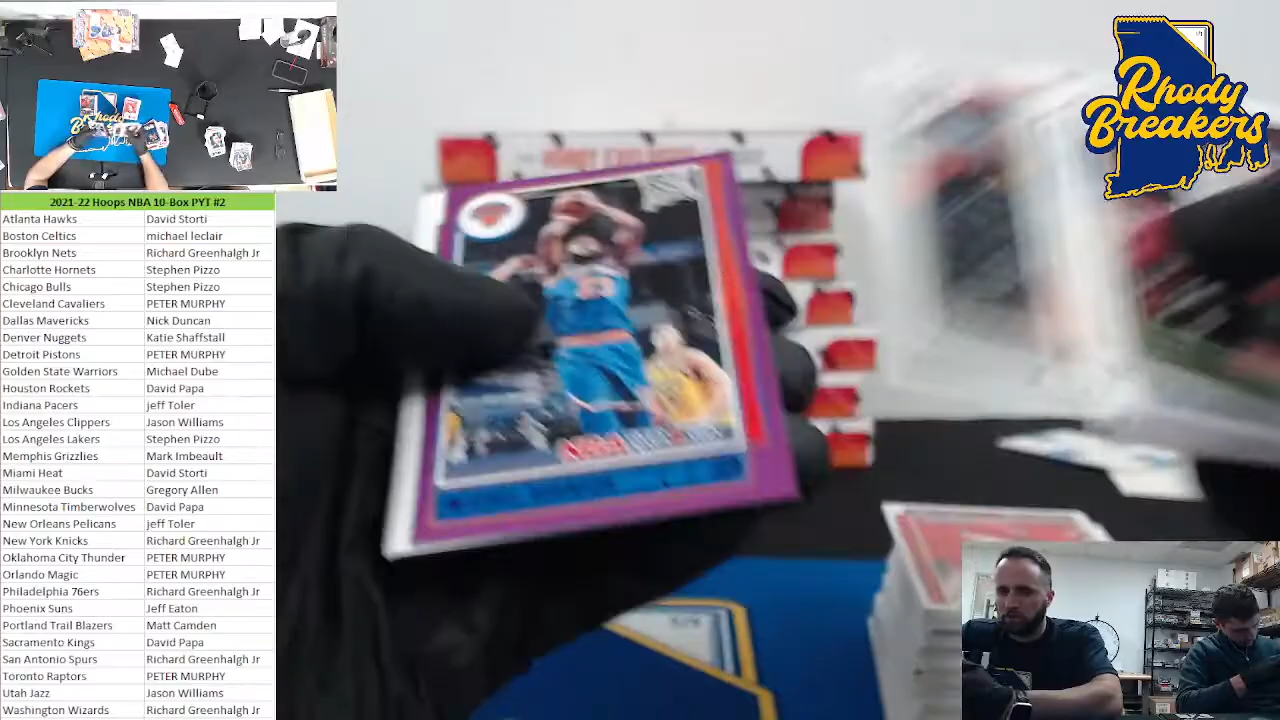 2021-22 Hoops NBA 10-Box PYT #2
Atlanta Hawks David Storti
Boston Celtics michael leclair
Brooklyn Nets Richard Greenhalgh Jr
Charlotte Hornets Stephen Pizzo
Chicago Bulls Stephen Pizzo
Cleveland Cavaliers PETER MURPHY
Dallas Mavericks Nick Duncan
Denver Nuggets Katie Shaffstall
Detroit Pistons PETER MURPHY
Golden State Warriors Michael Dube
Houston Rockets David Papa
Indiana Pacers jeff Toler
Los Angeles Clippers Jason Williams
Los Angeles Lakers Stephen Pizzo
Memphis Grizzlies Mark Imbeault
Miami Heat David Storti
Milwaukee Bucks Gregory Allen
Minnesota Timberwolves David Papa
New Orleans Pelicans jeff Toler
New York Knicks Richard Greenhalgh Jr
Oklahoma City Thunder PETER MURPHY
Orlando Magic PETER MURPHY
Philadelphia 76ers Richard Greenhalgh Jr
Phoenix Suns Jeff Eaton
Portland Trail Blazers Matt Camden
Sacramento Kings David Papa
San Antonio Spurs Richard Greenhalgh Jr
Toronto Raptors PETER MURPHY
Utah Jazz Jason Williams
Washington Wizards Richard Greenhalgh Jr
Rhody
Breakers